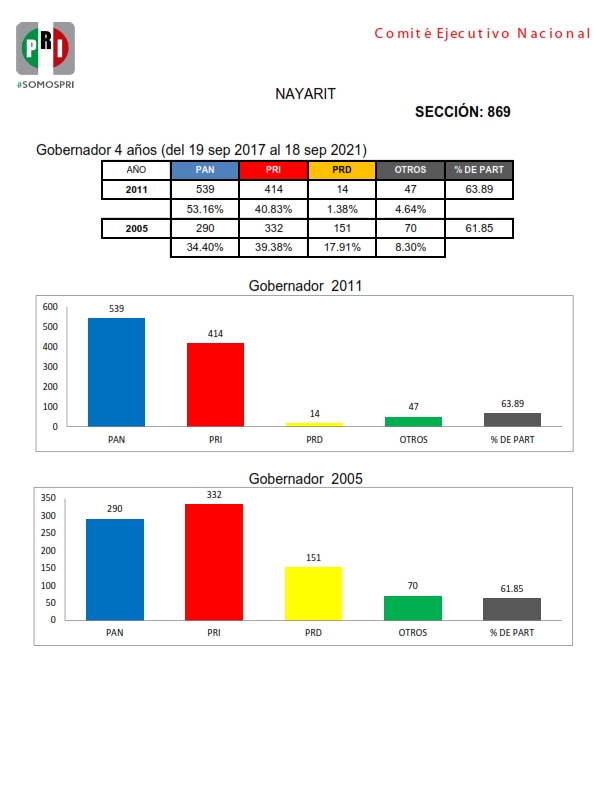 Comité Ejecutivo Nacional
PRI
#SOMOSPRI
NAYARIT
SECCIÓN: 869
Gobernador 4 años (del 19 sep 2017 al 18 sep 2021)
AÑO PAN PRI PRD OTROS % DE PART
2011 539 414 14 47 63.89
53.16% 40.83% 1.38% 4.64%
2005 290 332 151 70 61.85
34.40% 39.38% 17.91% 8.30%
Gobernador 2011
600
500
400
300
200
100
0
539 414 14 47 63.89
PAN PRI PRD OTROS % DE PART
Gobernador 2005
350
300
250
200
150
100
50
0
290 332 151 70 61.85
PAN PRI PRD OTROS % DE PART